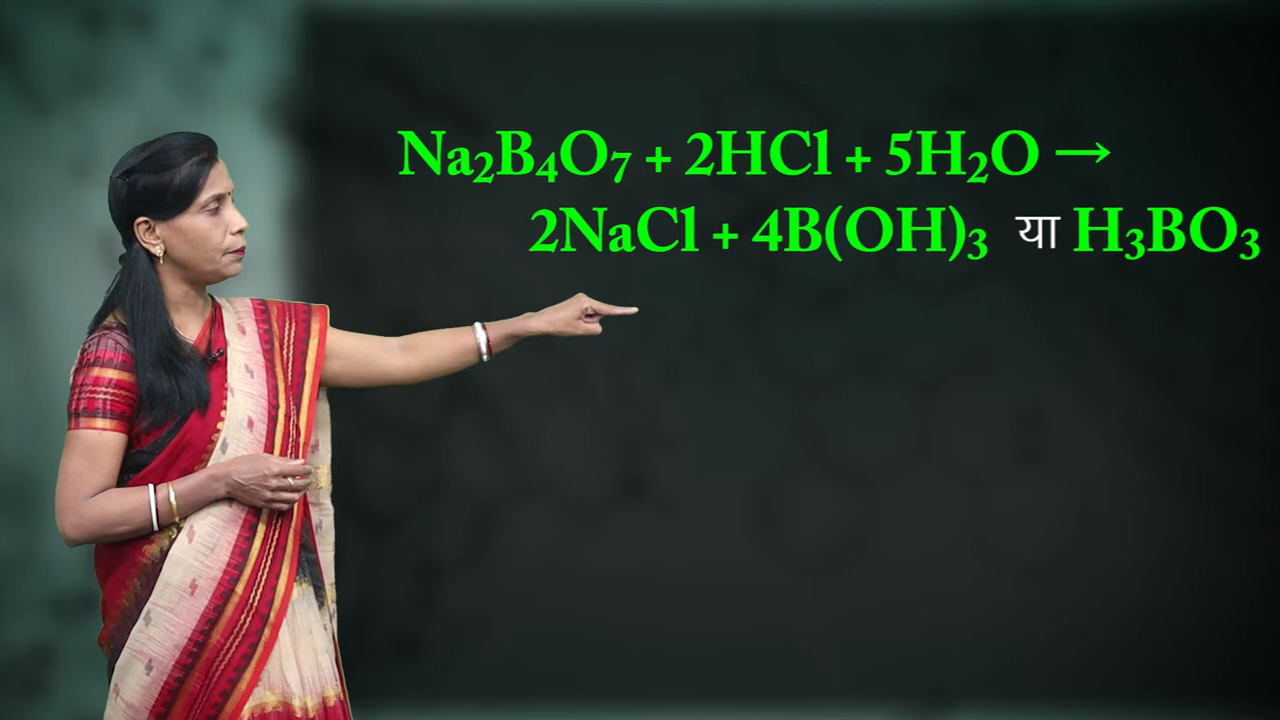 Na₂B₄O₇ + 2HCl + 5H₂O →
2NaCl + 4B(OH)₃ या H₃BO₃